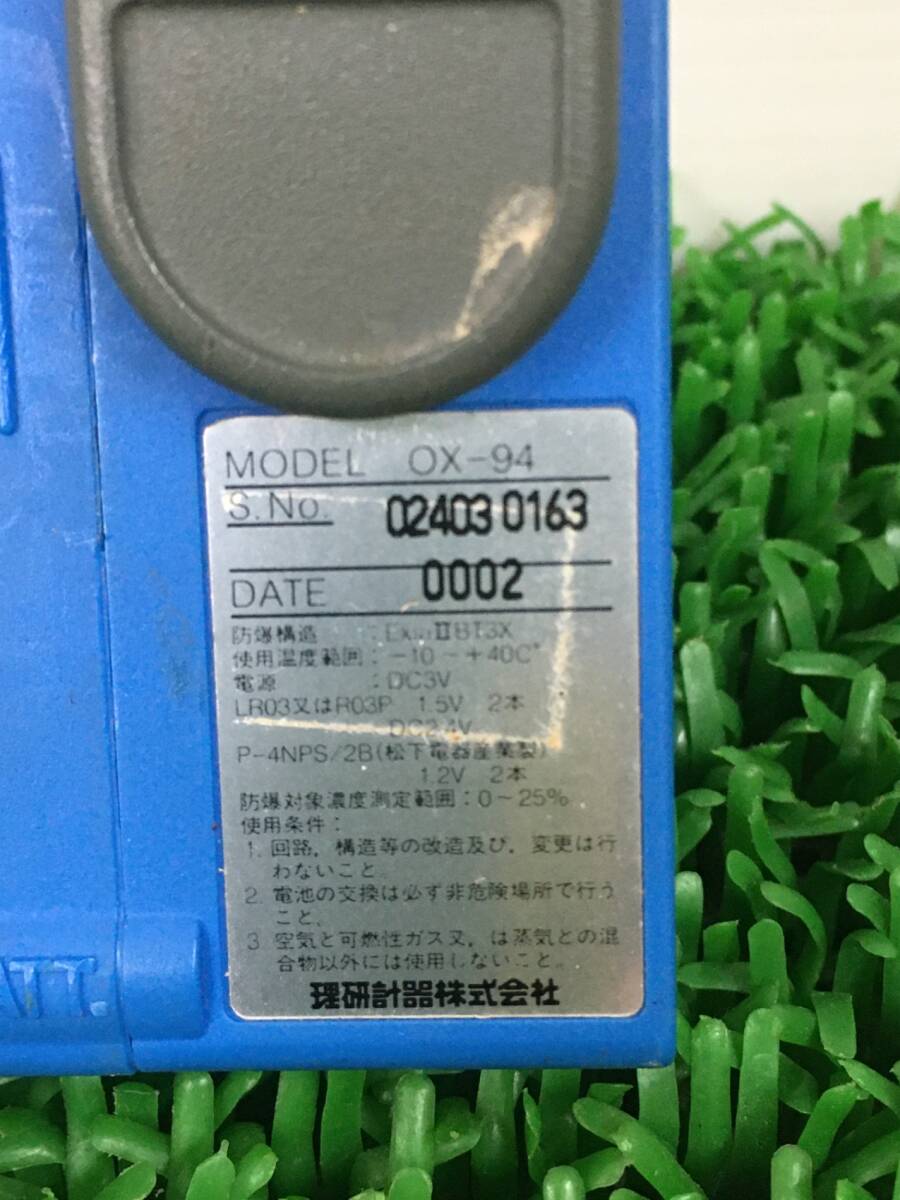 MODEL OX-94
S.No. 024030163
DATE 0002
防爆構造 : ⅡBT3X
使用温度範囲: -10~+40C°
電源 : DC3V
LR03又はR03P 1.5V 2本
DC2.4V
P-4NPS/2B(松下電器産業製)
1.2V 2本
防爆対象濃度測定範囲:0~25%
使用条件:
1. 回路, 構造等の改造及び, 変更は行
わないこと。
2. 電池の交換は必ず非危険場所で行う
こと。
3. 空気と可燃性ガス又, は蒸気との混
合物以外には使用しないこと。
理研計器株式会社